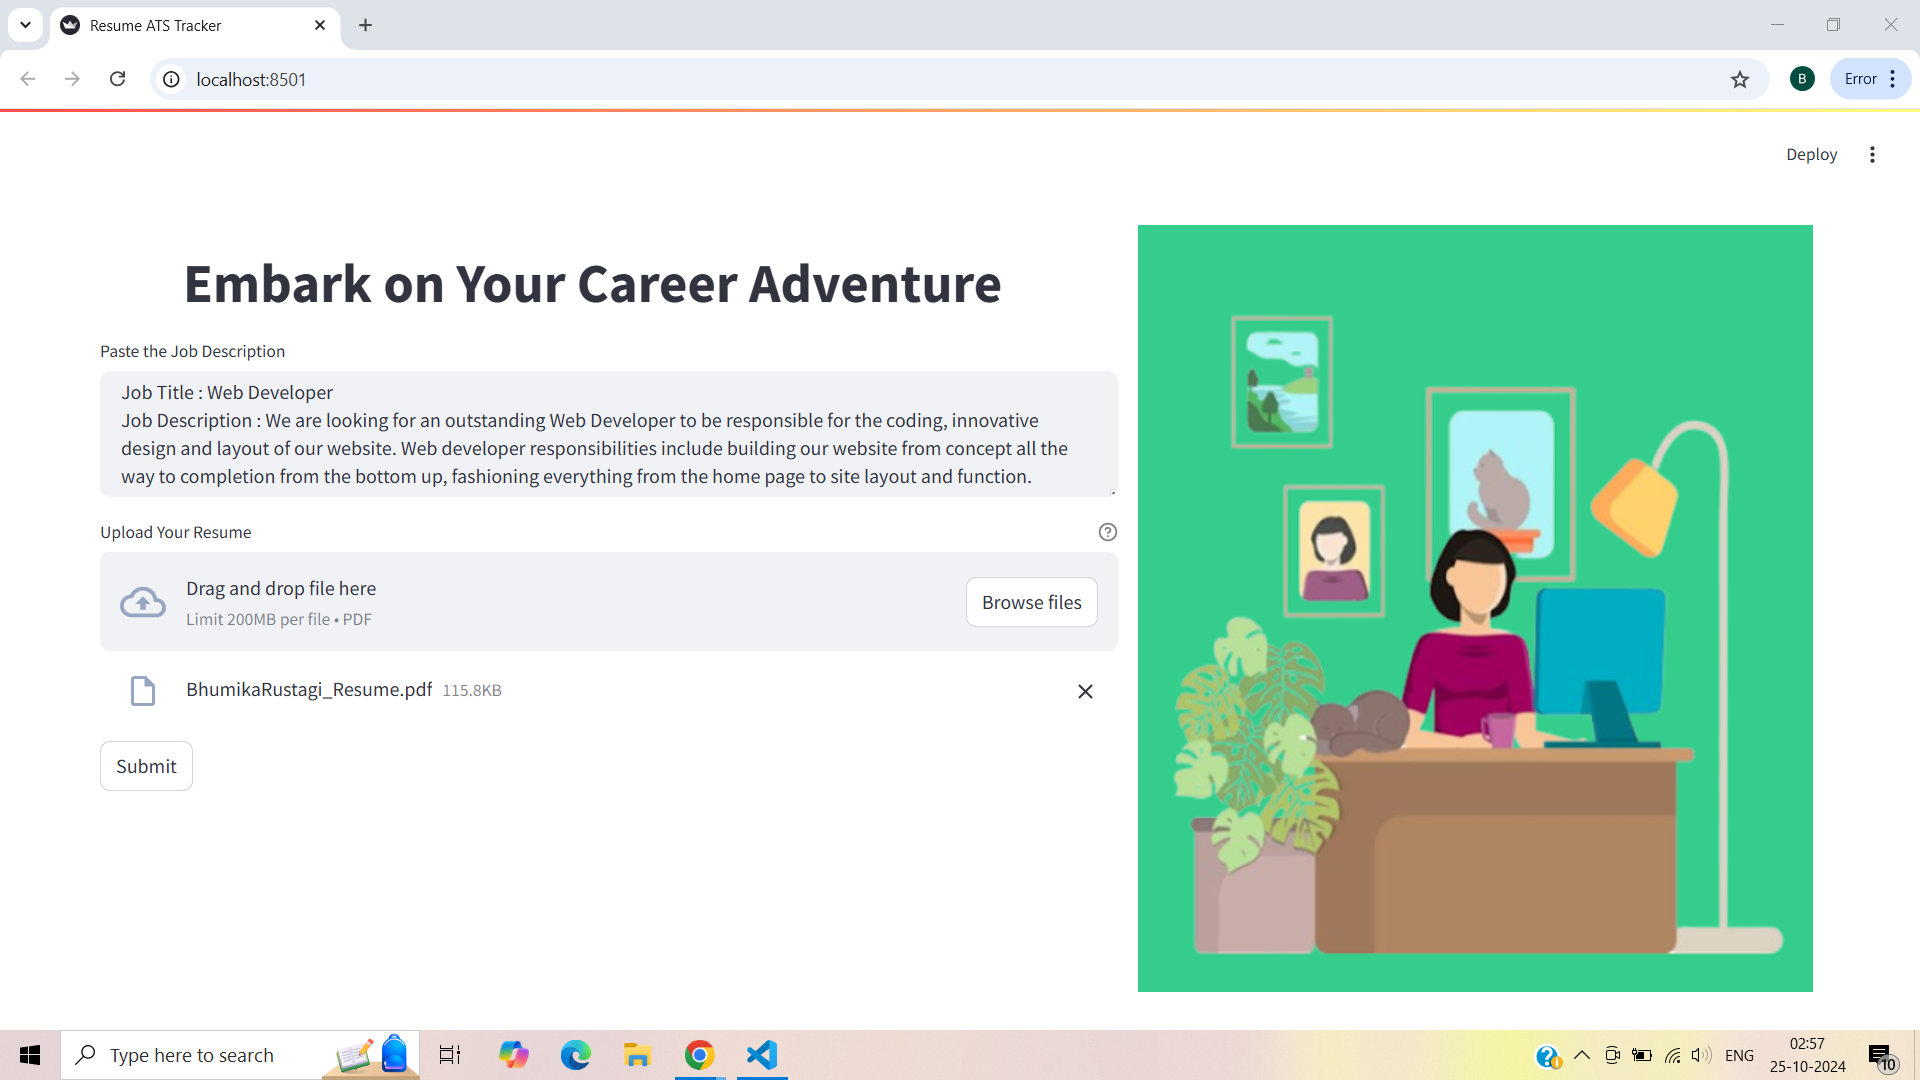 Resume ATS Tracker
localhost:8501
B
Error
Deploy
Embark on Your Career Adventure
Paste the Job Description
Job Title : Web Developer
Job Description : We are looking for an outstanding Web Developer to be responsible for the coding, innovative
design and layout of our website. Web developer responsibilities include building our website from concept all the
way to completion from the bottom up, fashioning everything from the home page to site layout and function.
Upload Your Resume
Drag and drop file here
Limit 200MB per file • PDF
Browse files
BhumikaRustagi_Resume.pdf 115.8KB
Submit
Type here to search
ENG
02:57
25-10-2024
10